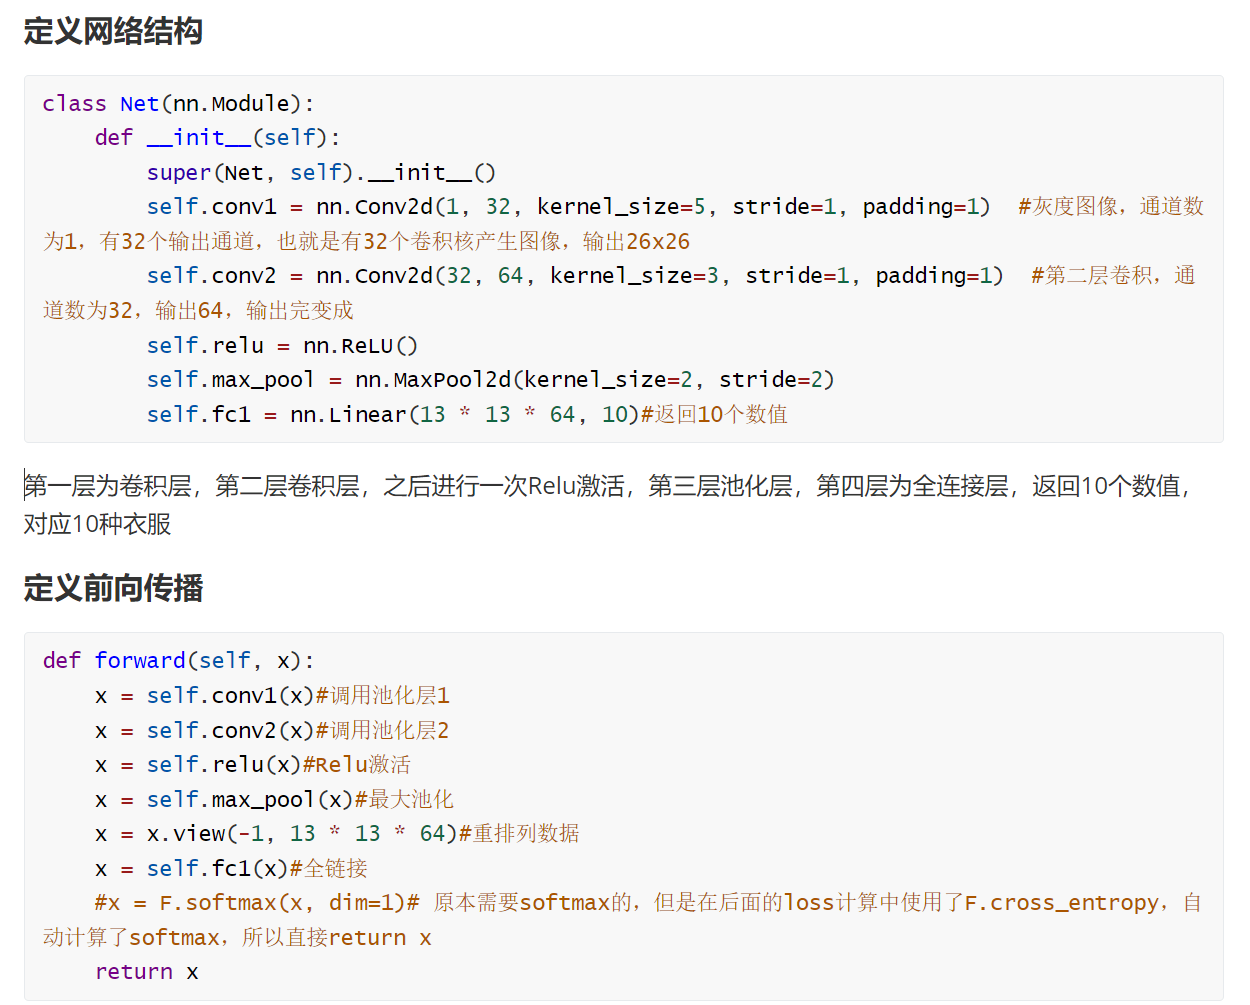 定义网络结构
class Net(nn.Module):
    def __init__(self):
        super(Net, self).__init__()
        self.conv1 = nn.Conv2d(1, 32, kernel_size=5, stride=1, padding=1)  #灰度图像，通道数
为1，有32个输出通道，也就是有32个卷积核产生图像，输出26x26
        self.conv2 = nn.Conv2d(32, 64, kernel_size=3, stride=1, padding=1)  #第二层卷积，通
道数为32，输出64，输出完变成
        self.relu = nn.ReLU()
        self.max_pool = nn.MaxPool2d(kernel_size=2, stride=2)
        self.fc1 = nn.Linear(13 * 13 * 64, 10)#返回10个数值
第一层为卷积层，第二层卷积层，之后进行一次Relu激活，第三层池化层，第四层为全连接层，返回10个数值，
对应10种衣服
定义前向传播
def forward(self, x):
    x = self.conv1(x)#调用池化层1
    x = self.conv2(x)#调用池化层2
    x = self.relu(x)#Relu激活
    x = self.max_pool(x)#最大池化
    x = x.view(-1, 13 * 13 * 64)#重排列数据
    x = self.fc1(x)#全链接
    #x = F.softmax(x, dim=1)# 原本需要softmax的，但是在后面的loss计算中使用了F.cross_entropy，自
动计算了softmax，所以直接return x
    return x